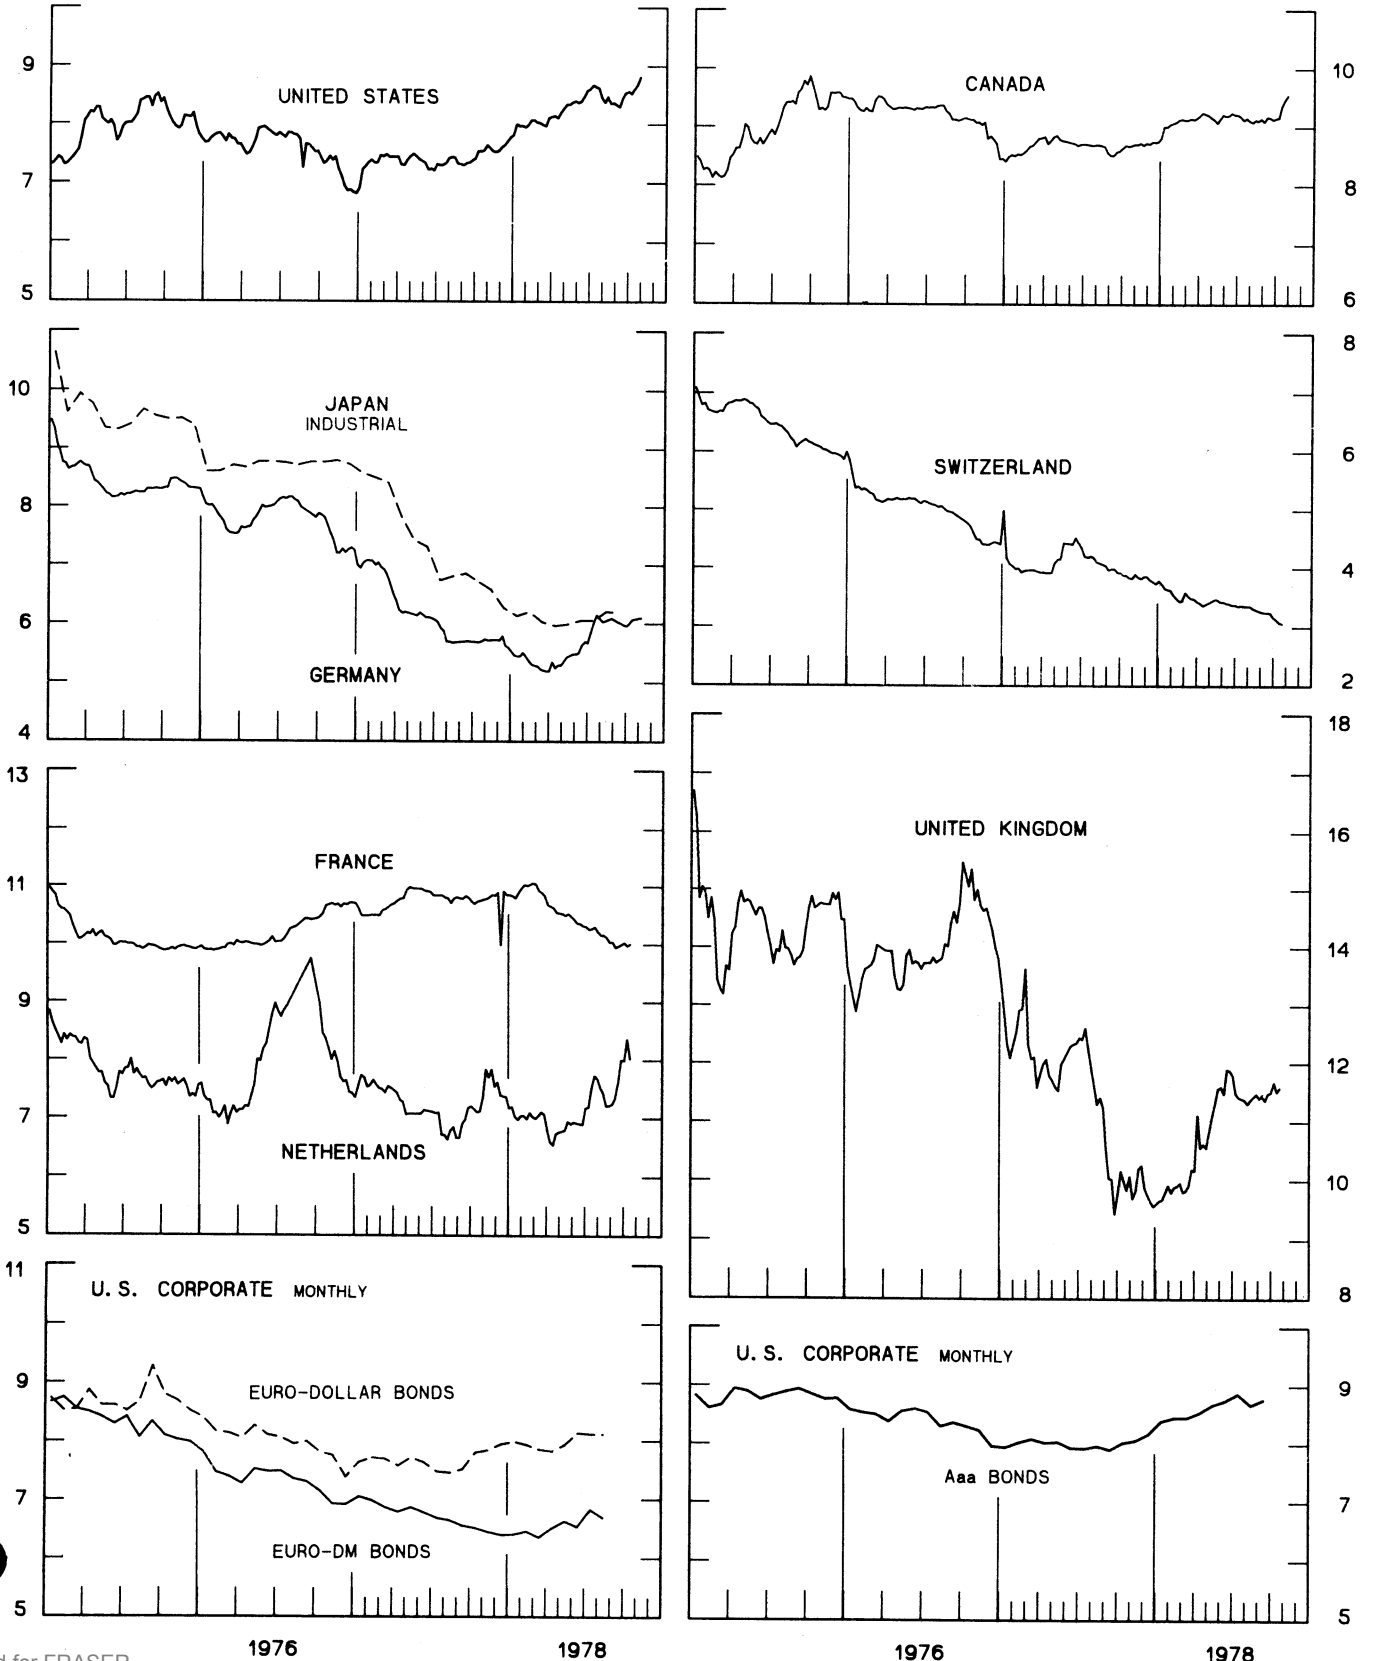 9
UNITED STATES
7
5
10
CANADA
8
6
10
JAPAN
INDUSTRIAL
8
6
GERMANY
4
8
6
SWITZERLAND
4
2
13
FRANCE
11
9
7
NETHERLANDS
5
18
UNITED KINGDOM
16
14
12
10
8
11
U. S. CORPORATE MONTHLY
9
EURO-DOLLAR BONDS
7
EURO-DM BONDS
5
1976 1978
U. S. CORPORATE MONTHLY
9
Aaa BONDS
7
5
1976 1978
d for FRASER